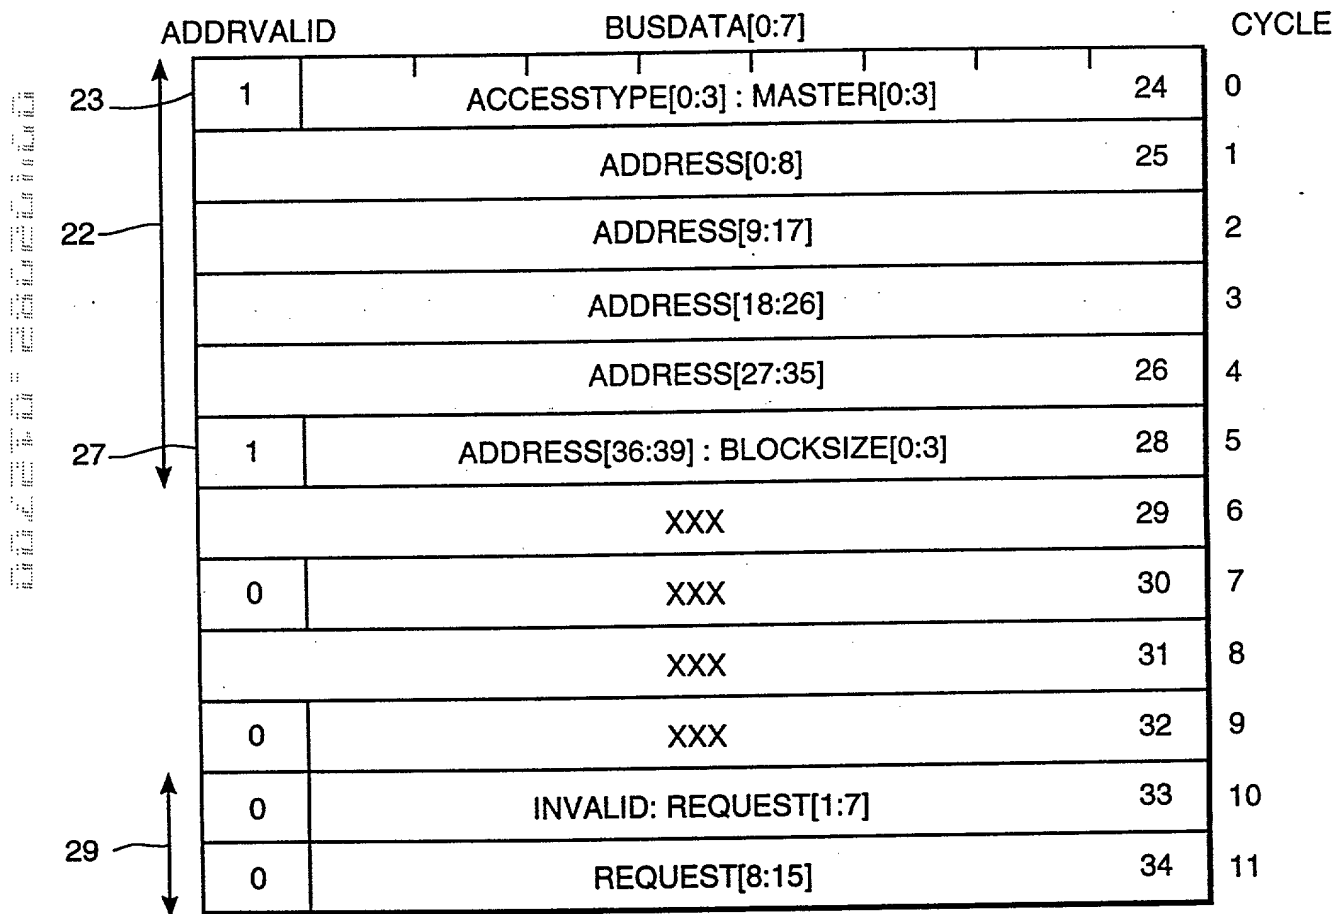 ADDRVALID BUSDATA[0:7] CYCLE
23 1 ACCESSTYPE[0:3] : MASTER[0:3] 24 0
ADDRESS[0:8] 25 1
22 ADDRESS[9:17] 2
ADDRESS[18:26] 3
ADDRESS[27:35] 26 4
27 1 ADDRESS[36:39] : BLOCKSIZE[0:3] 28 5
XXX 29 6
0 XXX 30 7
XXX 31 8
0 XXX 32 9
0 INVALID: REQUEST[1:7] 33 10
29
0 REQUEST[8:15] 34 11